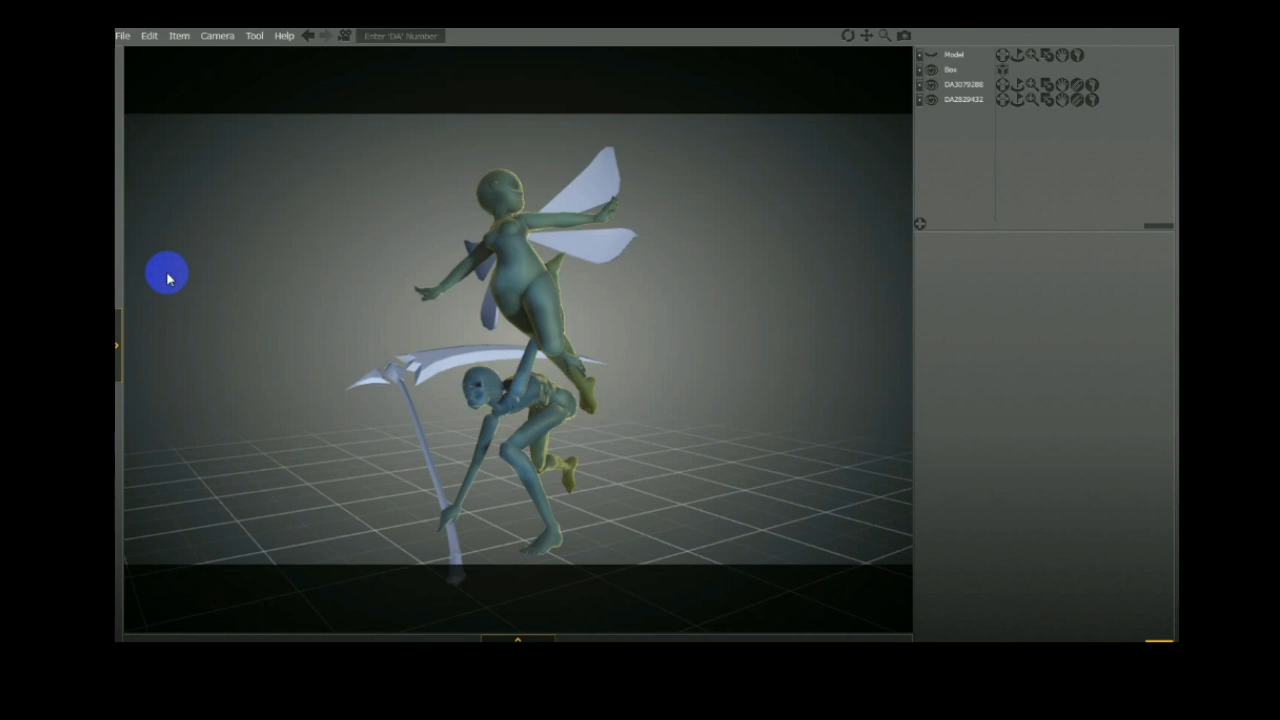 File Edit Item Camera Tool Help Enter 'DA' Number
Model
Box
DA3079288
DA2829432